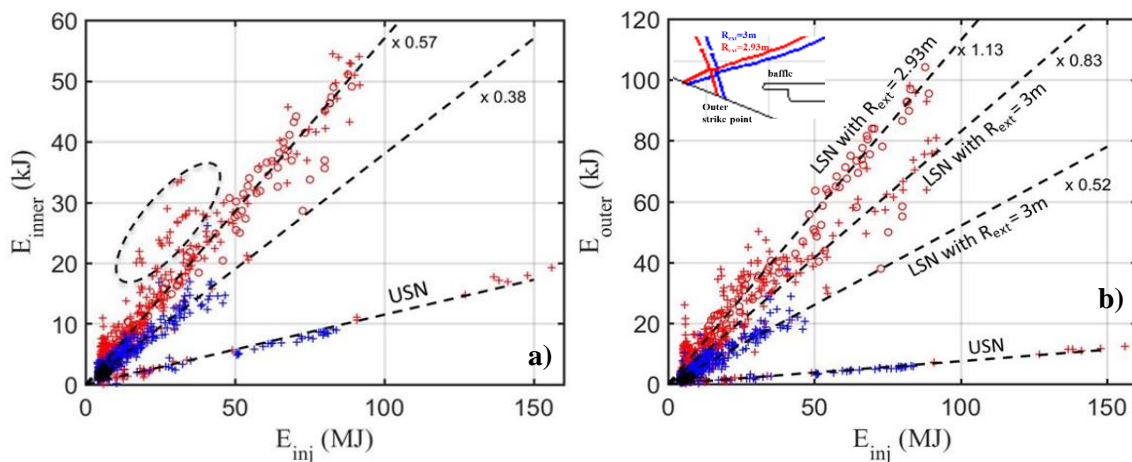 60
50
40
30
20
10
0
0
50
100
150
E_inner (kJ)
E_inj (MJ)
x 0.57
x 0.38
USN
a)
120
100
80
60
40
20
0
0
50
100
150
E_outer (kJ)
E_inj (MJ)
R_ext=3m
R_ext=2.93m
baffle
Outer
strike point
LSN with R_ext = 2.93m
x 1.13
LSN with R_ext = 3m
x 0.83
LSN with R_ext = 3m
x 0.52
USN
b)